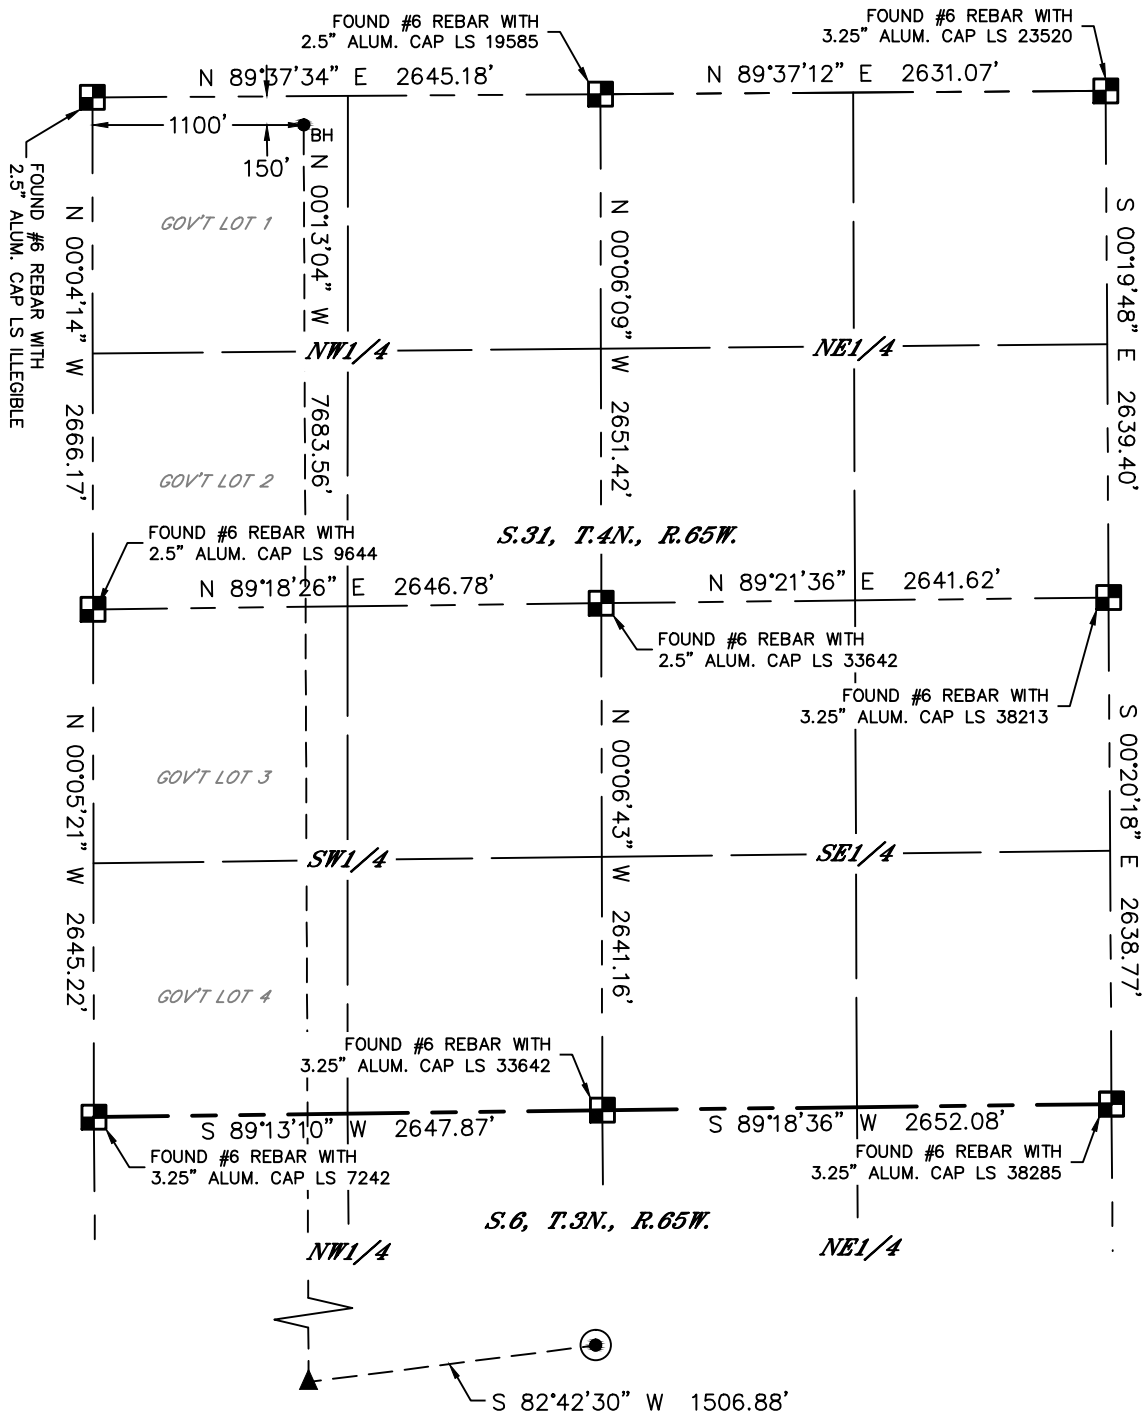 FOUND #6 REBAR WITH
2.5" ALUM. CAP LS 19585
FOUND #6 REBAR WITH
3.25" ALUM. CAP LS 23520
N 89°37'34" E 2645.18'
N 89°37'12" E 2631.07'
1100'
BH
150'
FOUND #6 REBAR WITH
2.5" ALUM. CAP LS ILLEGIBLE
GOV'T LOT 1
N 00°04'14" W 2666.17'
N 00°13'04" W 7683.56'
N 00°06'09" W 2651.42'
S 00°19'48" E 2639.40'
NW1/4
NE1/4
GOV'T LOT 2
S.31, T.4N., R.65W.
FOUND #6 REBAR WITH
2.5" ALUM. CAP LS 9644
N 89°18'26" E 2646.78'
N 89°21'36" E 2641.62'
FOUND #6 REBAR WITH
2.5" ALUM. CAP LS 33642
FOUND #6 REBAR WITH
3.25" ALUM. CAP LS 38213
N 00°05'21" W 2645.22'
N 00°06'43" W 2641.16'
S 00°20'18" E 2638.77'
GOV'T LOT 3
SW1/4
SE1/4
GOV'T LOT 4
FOUND #6 REBAR WITH
3.25" ALUM. CAP LS 33642
S 89°13'10" W 2647.87'
S 89°18'36" W 2652.08'
FOUND #6 REBAR WITH
3.25" ALUM. CAP LS 7242
FOUND #6 REBAR WITH
3.25" ALUM. CAP LS 38285
S.6, T.3N., R.65W.
NW1/4
NE1/4
S 82°42'30" W 1506.88'